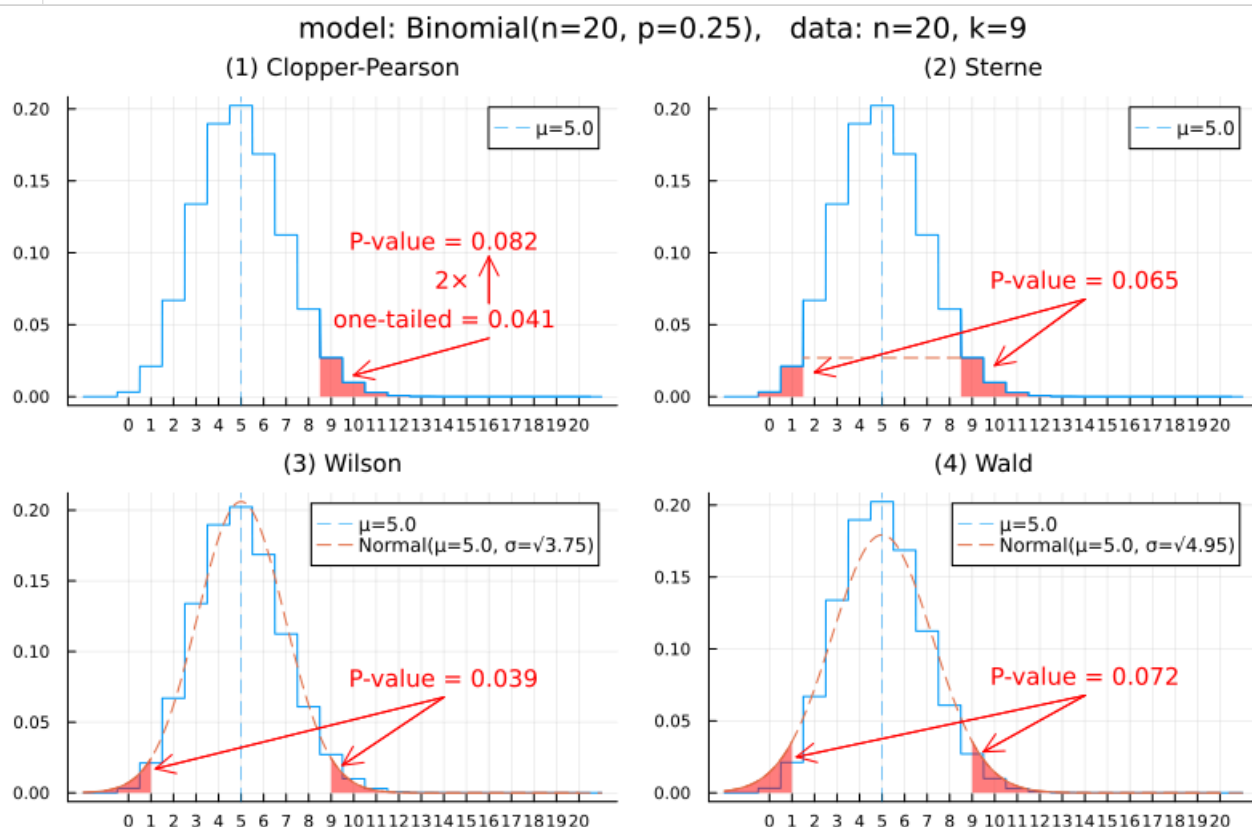 model: Binomial(n=20, p=0.25),   data: n=20, k=9
(1) Clopper-Pearson
0.20
0.15
0.10
0.05
0.00
μ=5.0
P-value = 0.082
2×
one-tailed = 0.041
0 1 2 3 4 5 6 7 8 9 10 11 12 13 14 15 16 17 18 19 20
(2) Sterne
0.20
0.15
0.10
0.05
0.00
μ=5.0
P-value = 0.065
0 1 2 3 4 5 6 7 8 9 10 11 12 13 14 15 16 17 18 19 20
(3) Wilson
0.20
0.15
0.10
0.05
0.00
μ=5.0
Normal(μ=5.0, σ=√3.75)
P-value = 0.039
0 1 2 3 4 5 6 7 8 9 10 11 12 13 14 15 16 17 18 19 20
(4) Wald
0.20
0.15
0.10
0.05
0.00
μ=5.0
Normal(μ=5.0, σ=√4.95)
P-value = 0.072
0 1 2 3 4 5 6 7 8 9 10 11 12 13 14 15 16 17 18 19 20